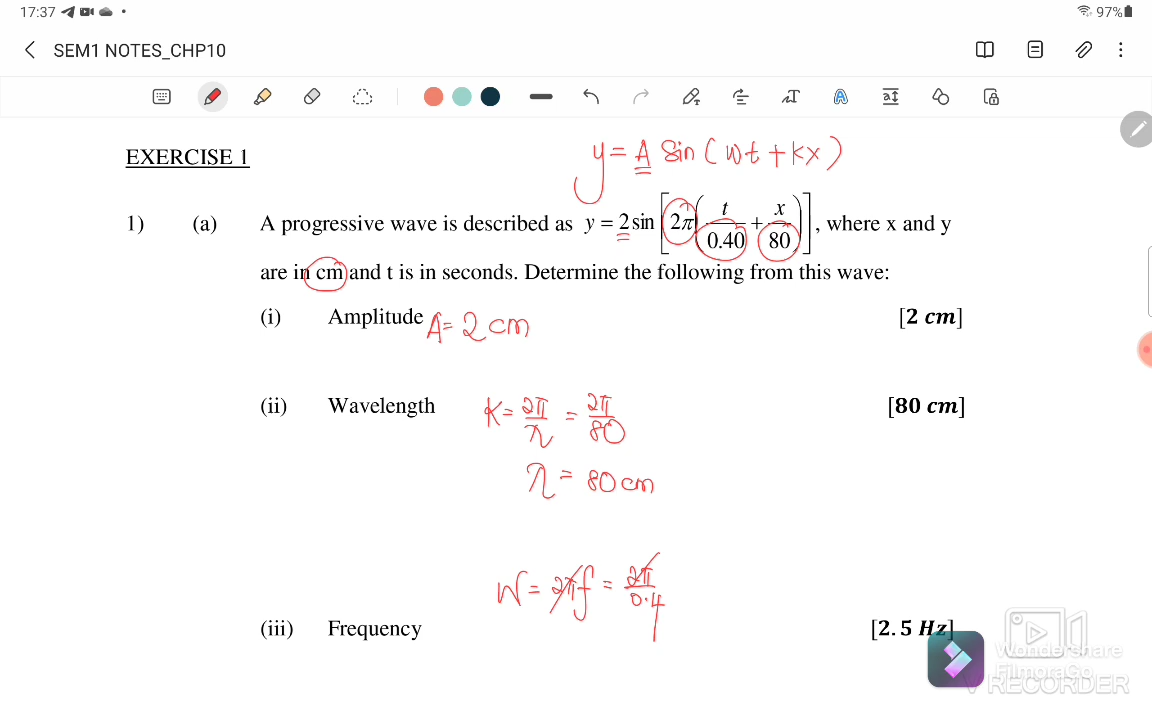 17:37 97%
SEM1 NOTES_CHP10
EXERCISE 1
y = A sin (ωt + kx)
1) (a) A progressive wave is described as y = 2 sin [2π(t/0.40 + x/80)], where x and y
are in cm and t is in seconds. Determine the following from this wave:
(i) Amplitude A = 2 cm [2 cm]
(ii) Wavelength K = 2π/λ = 2π/80 [80 cm]
λ = 80 cm
ω = 2πf = 2π/0.4
(iii) Frequency [2.5 Hz]
Wondershare
FilmoraGo
RECORDER